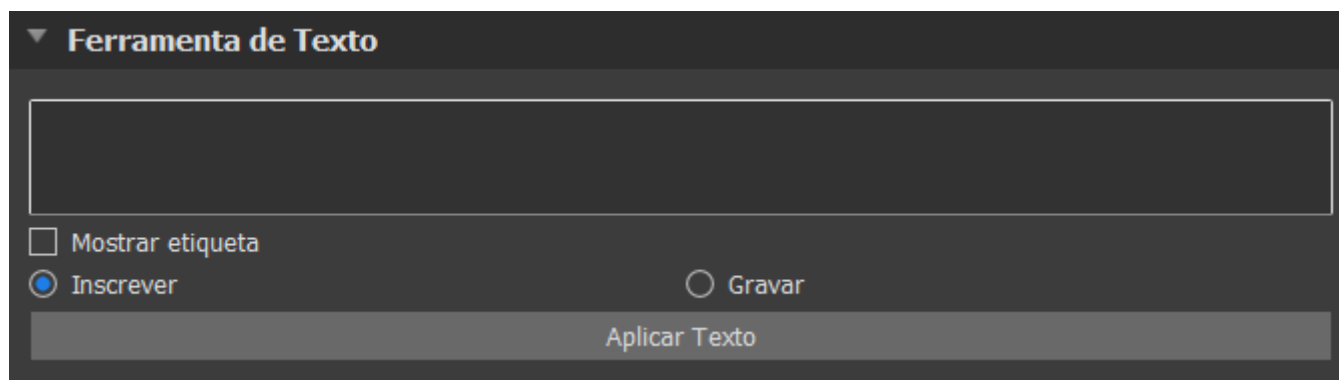 Ferramenta de Texto
Mostrar etiqueta
Inscrever Gravar
Aplicar Texto